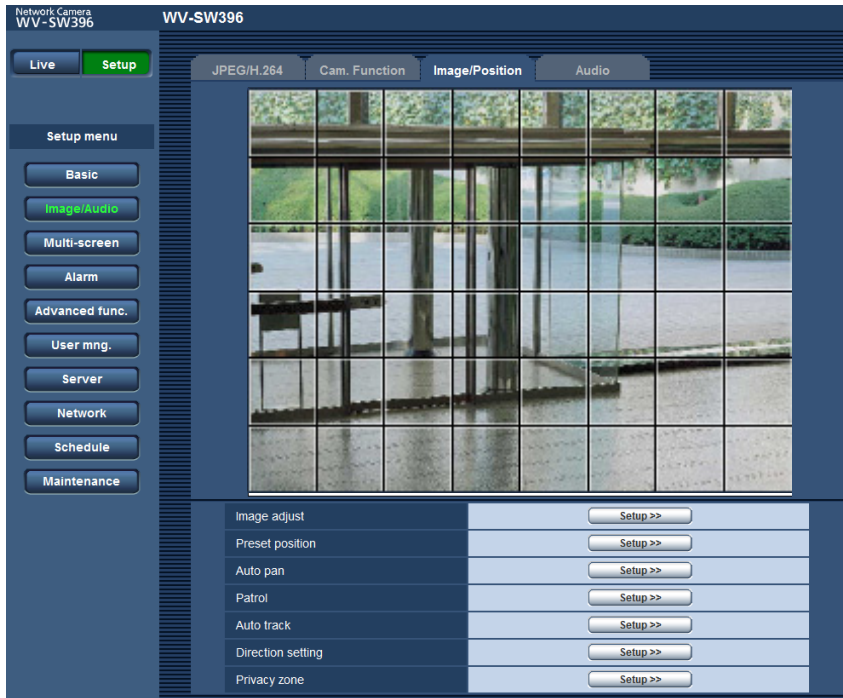 Network Camera
WV-SW396
WV-SW396
Live
Setup
JPEG/H.264
Cam. Function
Image/Position
Audio
Setup menu
Basic
Image/Audio
Multi-screen
Alarm
Advanced func.
User mng.
Server
Network
Schedule
Maintenance
Image adjust
Setup >>
Preset position
Setup >>
Auto pan
Setup >>
Patrol
Setup >>
Auto track
Setup >>
Direction setting
Setup >>
Privacy zone
Setup >>